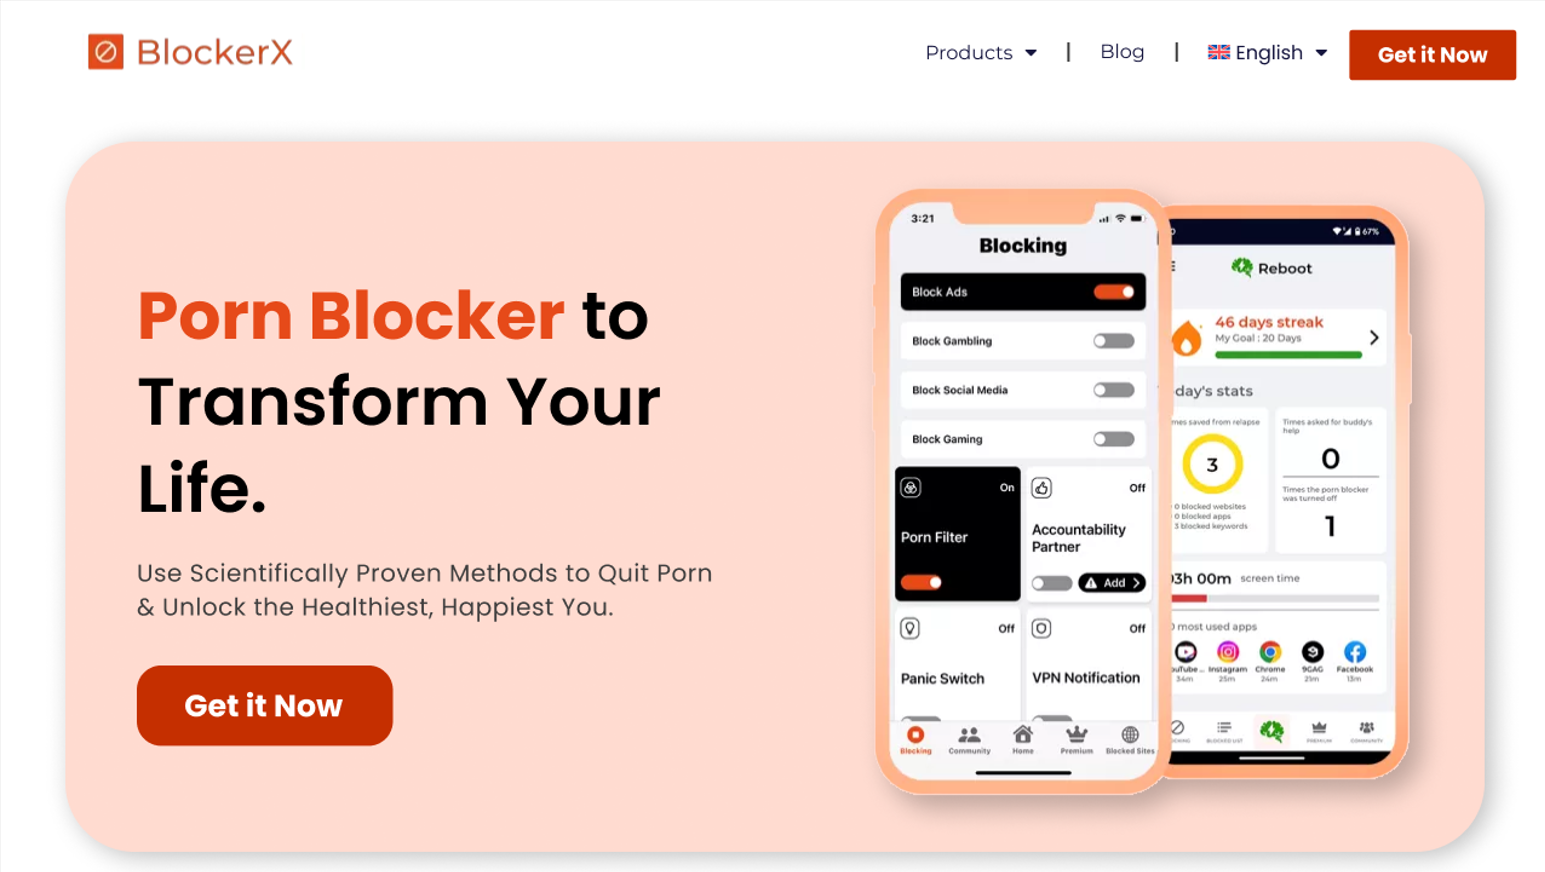 BlockerX
Products
|
Blog
|
English
Get it Now
Porn Blocker to
Transform Your
Life.
Use Scientifically Proven Methods to Quit Porn
& Unlock the Healthiest, Happiest You.
Get it Now
3:21
Blocking
Block Ads
Block Gambling
Block Social Media
Block Gaming
On
Porn Filter
Off
Accountability
Partner
Add
Off
Panic Switch
Off
VPN Notification
Blocking
Community
Home
Premium
Blocked Sites
67%
Reboot
46 days streak
My Goal : 20 Days
day's stats
mes saved from relapse
3
0 blocked websites
0 blocked apps
3 blocked keywords
Times asked for buddy's
help
0
Times the porn blocker
was turned off
1
3h 00m screen time
most used apps
Instagram
Chrome
9GAG
Facebook
34m
25m
24m
21m
13m
BLOCKED LIST
PREMIUM
COMMUNITY